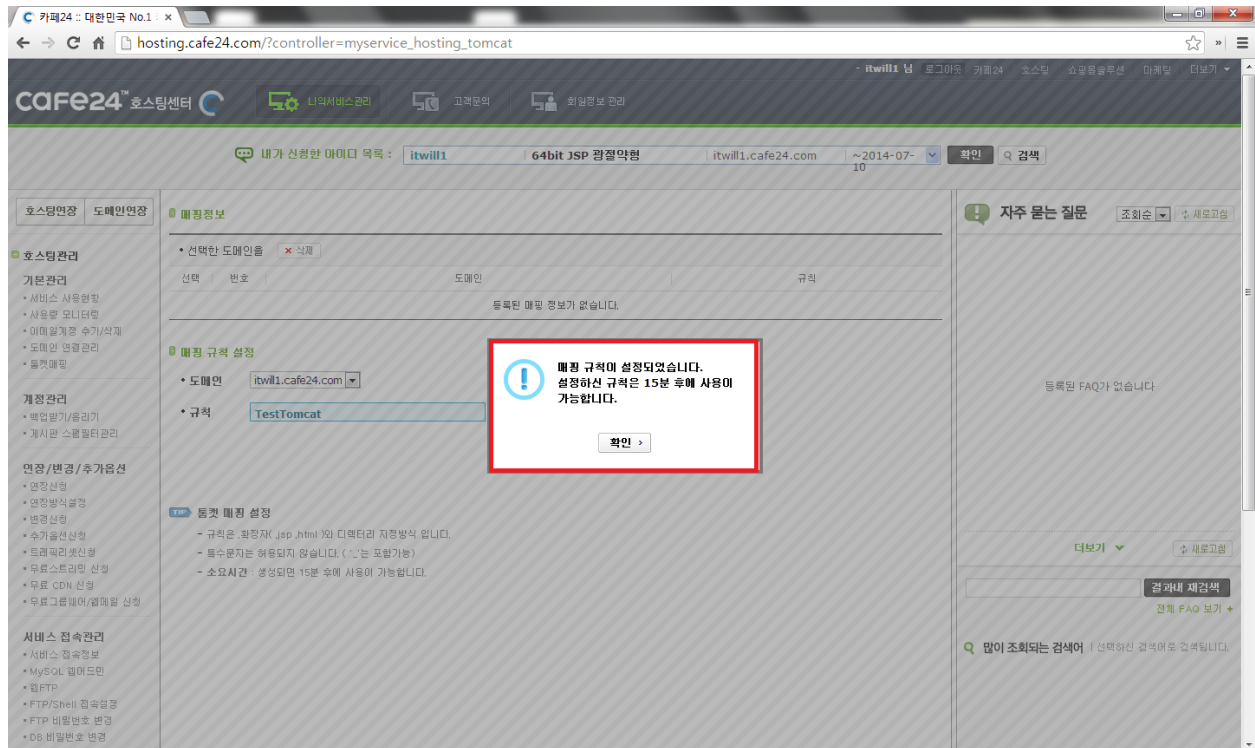 카페24 :: 대한민국 No.1
hosting.cafe24.com/?controller=myservice_hosting_tomcat
- itwill1 님 로그아웃 카페24 호스팅 쇼핑몰솔루션 마케팅 더보기
cafe24™ 호스팅센터 나의서비스관리 고객문의 회원정보 관리
내가 신청한 아이디 목록 : itwill1 64bit JSP 광절약형 itwill1.cafe24.com ~2014-07-10 확인 검색
호스팅연장 도메인연장
호스팅관리
기본관리
서비스 사용현황
사용량 모니터링
이메일계정 추가/삭제
도메인 연결관리
톰캣매핑
계정관리
백업받기/올리기
게시판 스팸필터관리
연장/변경/추가옵션
연장신청
연장방식설정
변경신청
추가옵션신청
트래픽리셋신청
무료스트리밍 신청
무료 CDN 신청
무료그룹웨어/웹메일 신청
서비스 접속관리
서비스 접속정보
MySQL 웹어드민
웹FTP
FTP/Shell 접속설정
FTP 비밀번호 변경
DB 비밀번호 변경
매핑정보
선택한 도메인을 × 삭제
선택 번호 도메인 규칙
등록된 매핑 정보가 없습니다.
매핑 규칙 설정
도메인 itwill1.cafe24.com
규칙 TestTomcat
매핑 규칙이 설정되었습니다.
설정하신 규칙은 15분 후에 사용이
가능합니다.
확인 >
TIP 톰캣 매핑 설정
- 규칙은 .확장자( .jsp ,html )와 디렉터리 지정방식 입니다.
- 특수문자는 허용되지 않습니다. ( '_'는 포함가능)
- 소요시간 : 생성되면 15분 후에 사용이 가능합니다.
자주 묻는 질문 조회순 새로고침
등록된 FAQ가 없습니다
더보기 새로고침
결과내 재검색
전체 FAQ 보기 +
많이 조회되는 검색어 | 선택하신 검색어로 검색됩니다.